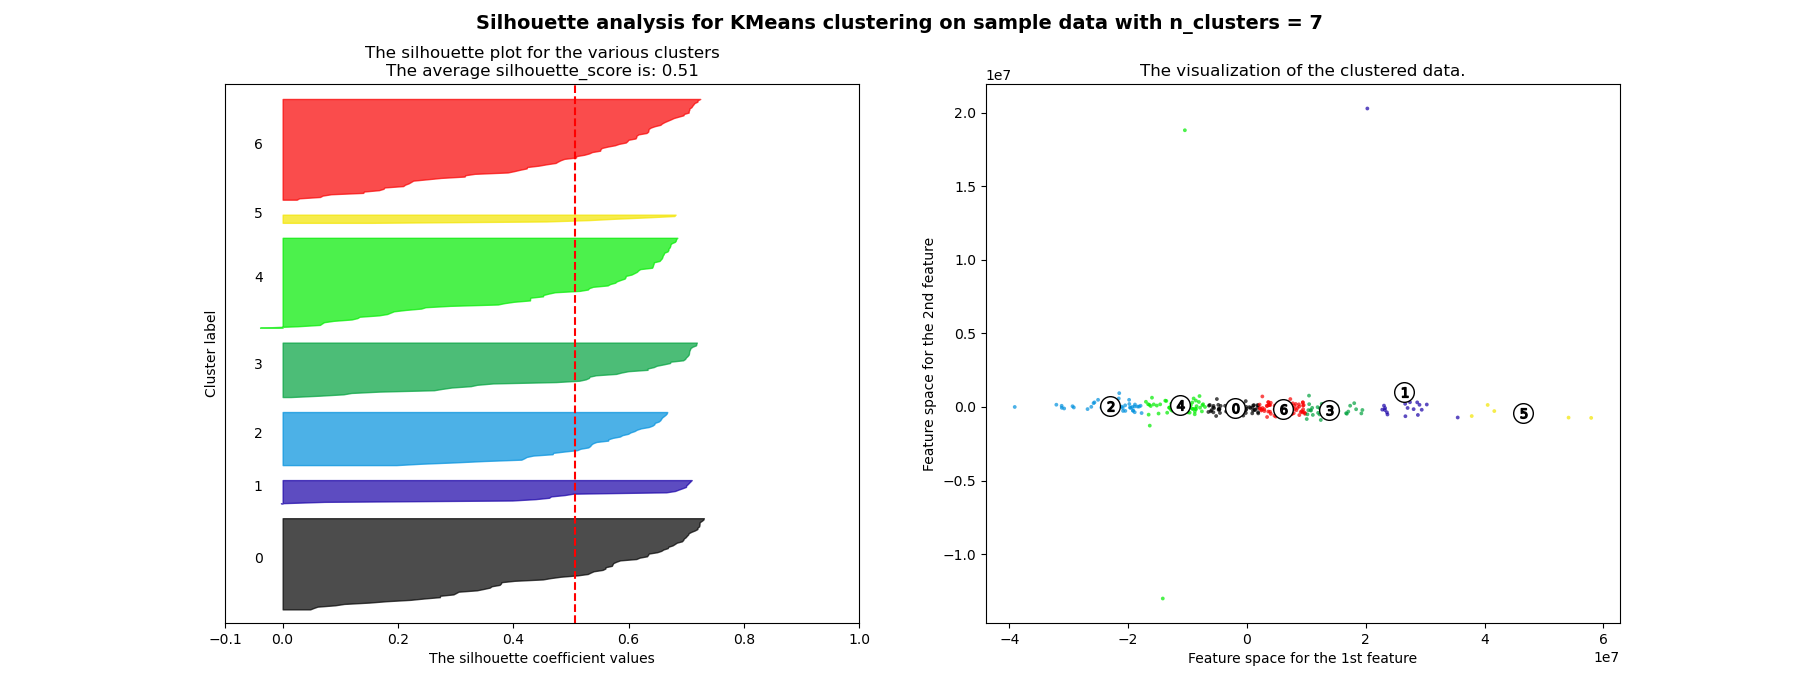 Silhouette analysis for KMeans clustering on sample data with n_clusters = 7
The silhouette plot for the various clusters
The average silhouette_score is: 0.51
6
5
4
3
2
1
0
Cluster label
−0.1 0.0 0.2 0.4 0.6 0.8 1.0
The silhouette coefficient values
The visualization of the clustered data.
1e7
2.0
1.5
1.0
0.5
0.0
−0.5
−1.0
Feature space for the 2nd feature
2 4 0 6 3 1 5
−4 −2 0 2 4 6
1e7
Feature space for the 1st feature